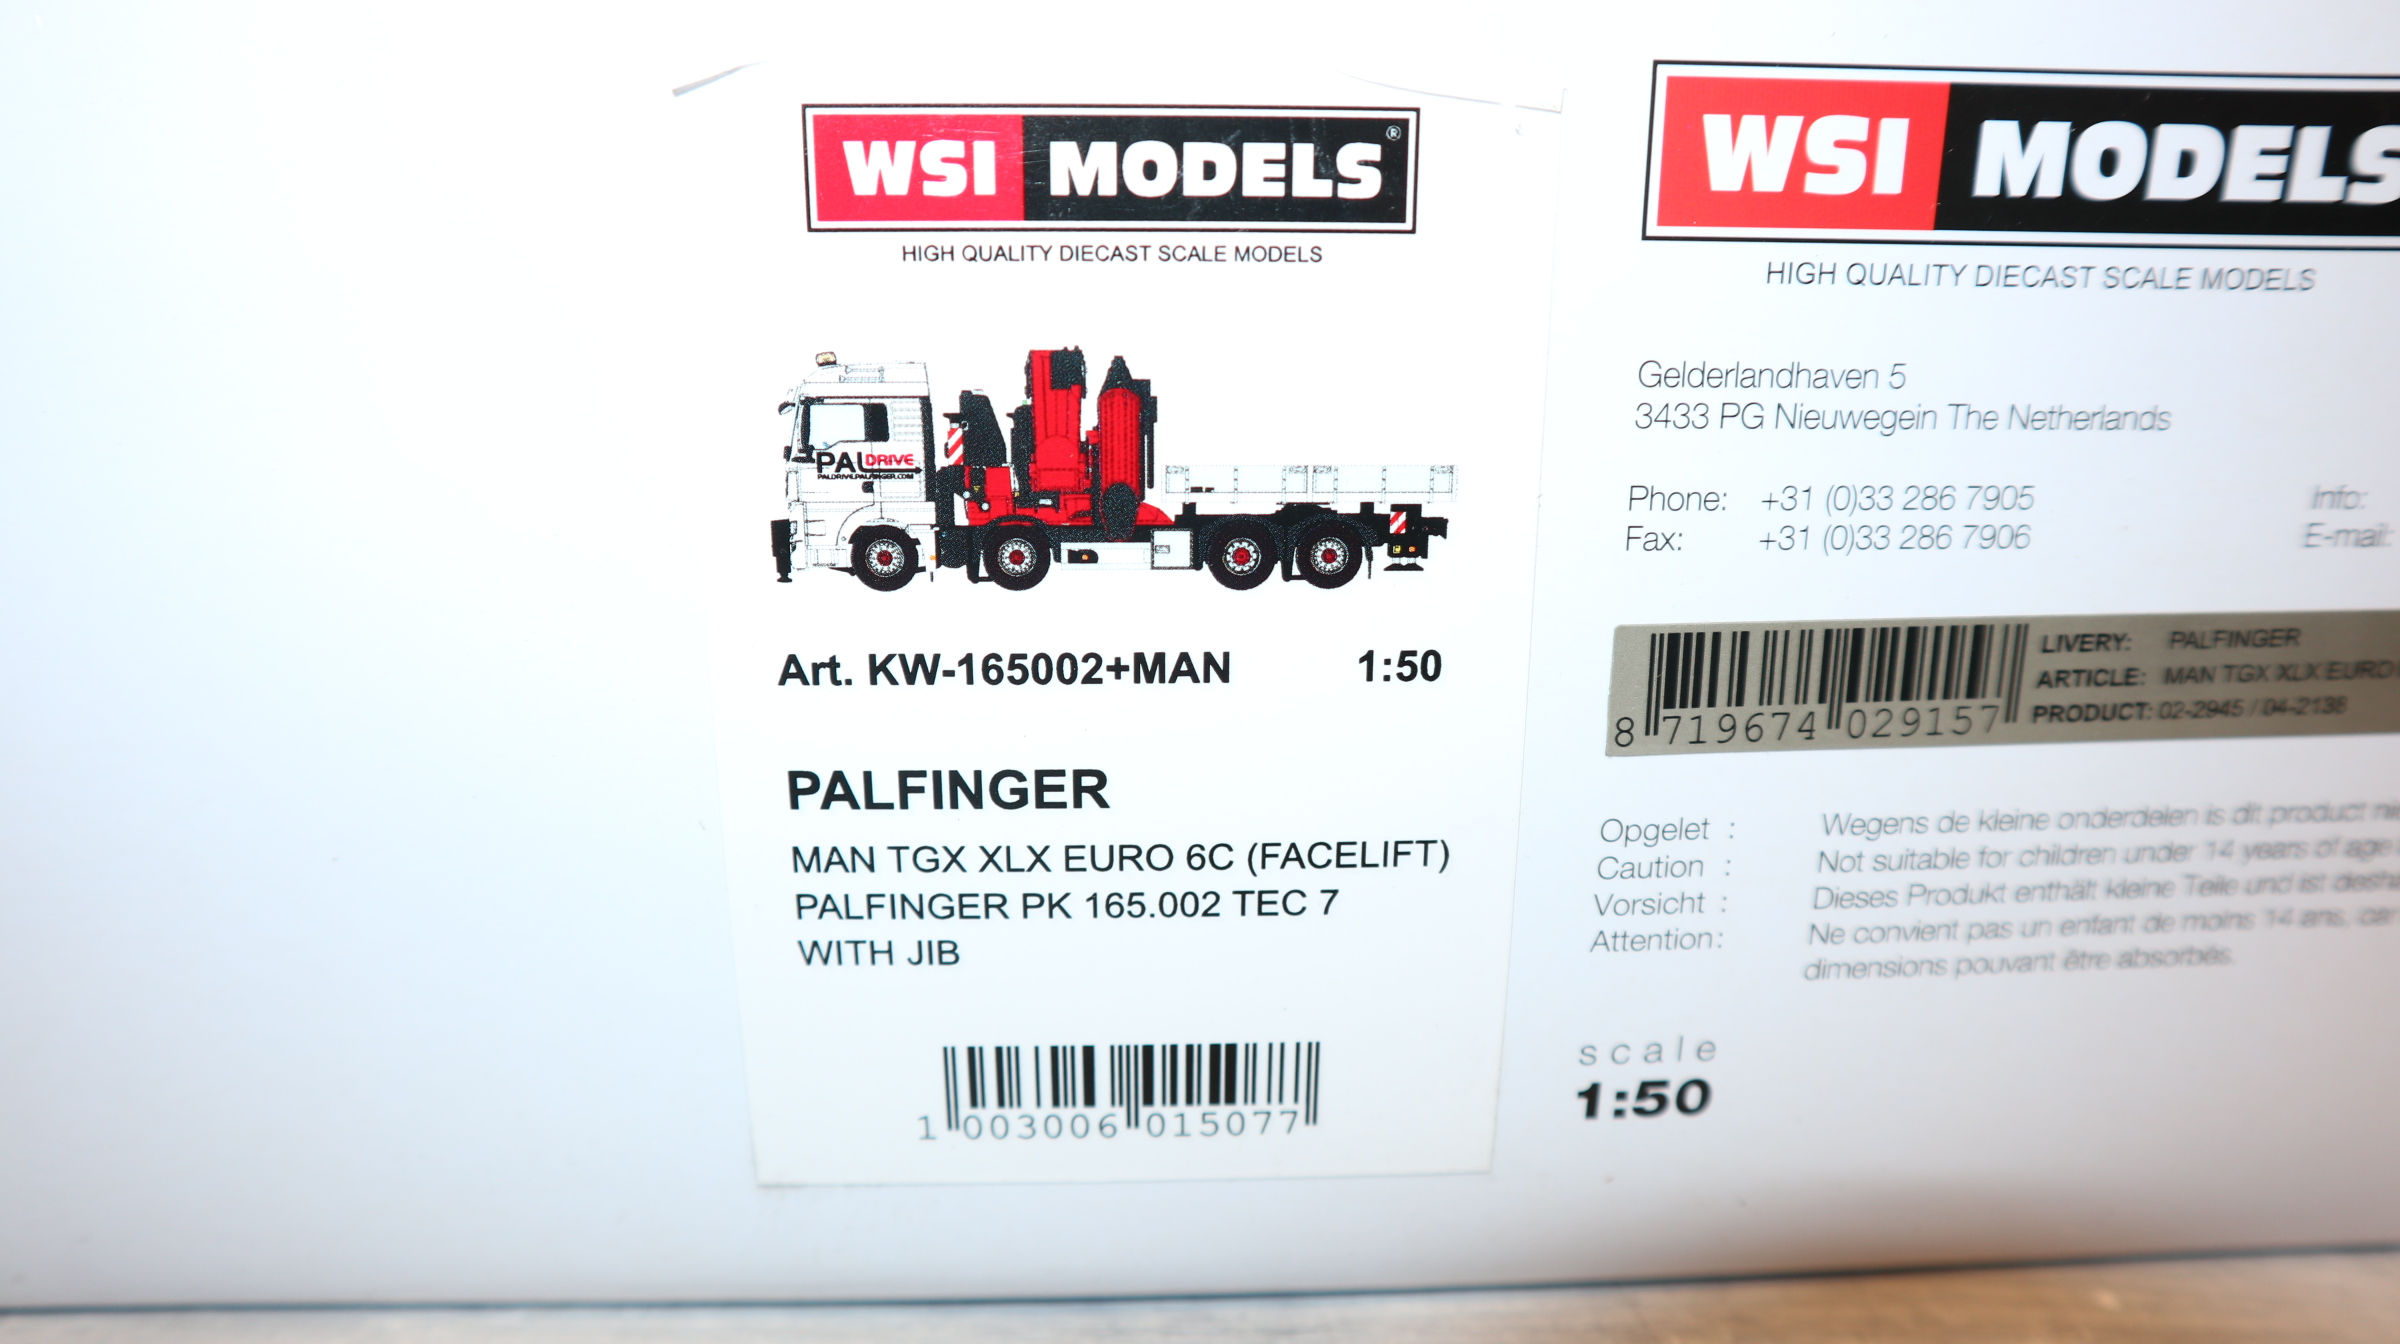 WSI MODELS®
HIGH QUALITY DIECAST SCALE MODELS
PALDRIVE
PALDRIVE.PALFINGER.COM
Art. KW-165002+MAN 1:50
PALFINGER
MAN TGX XLX EURO 6C (FACELIFT)
PALFINGER PK 165.002 TEC 7
WITH JIB
1 003006 015077
WSI MODELS
HIGH QUALITY DIECAST SCALE MODELS
Gelderlandhaven 5
3433 PG Nieuwegein The Netherlands
Phone: +31 (0)33 286 7905 Info:
Fax: +31 (0)33 286 7906 E-mail:
8 719674 029157
LIVERY: PALFINGER
ARTICLE: MAN TGX XLX EURO
PRODUCT: 02-2945 / 04-2136
Opgelet : Wegens de kleine onderdelen is dit product
Caution : Not suitable for children under 14 years of age
Vorsicht : Dieses Produkt enthält kleine Teile und ist
Attention: Ne convient pas un enfant de moins 14 ans, car
dimensions pouvant être absorbés.
scale
1:50